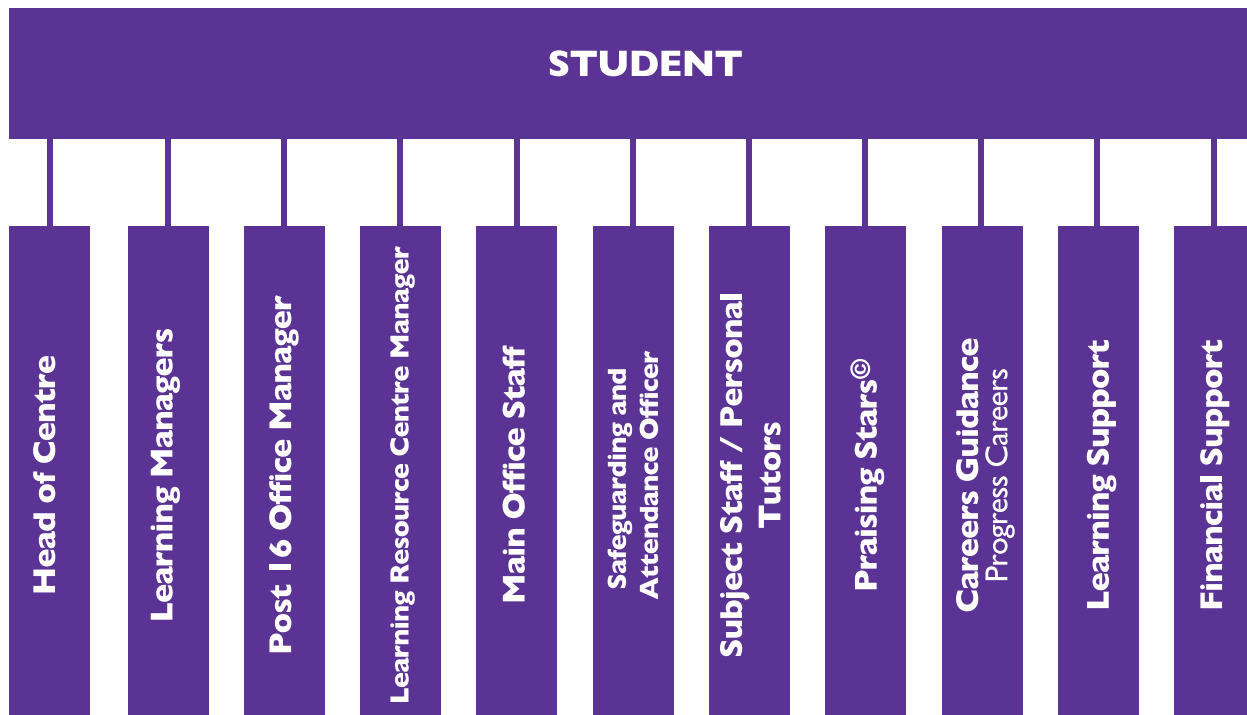 STUDENT
Head of Centre
Learning Managers
Post 16 Office Manager
Learning Resource Centre Manager
Main Office Staff
Safeguarding and
Attendance Officer
Subject Staff / Personal
Tutors
Praising Stars©
Careers Guidance
Progress Careers
Learning Support
Financial Support